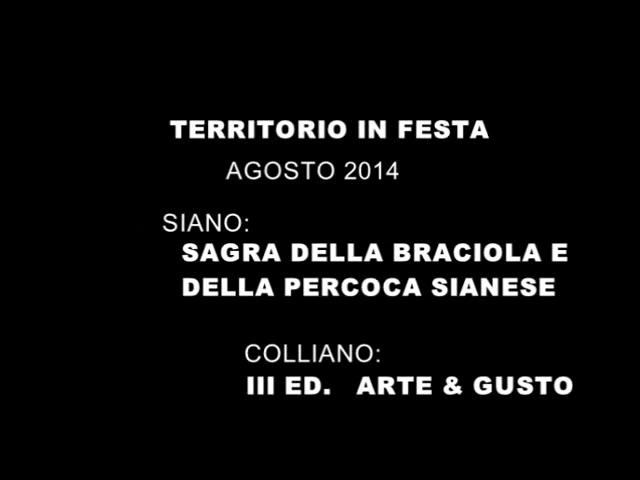 TERRITORIO IN FESTA
AGOSTO 2014
SIANO:
SAGRA DELLA BRACIOLA E
DELLA PERCOCA SIANESE
COLLIANO:
III ED. ARTE & GUSTO